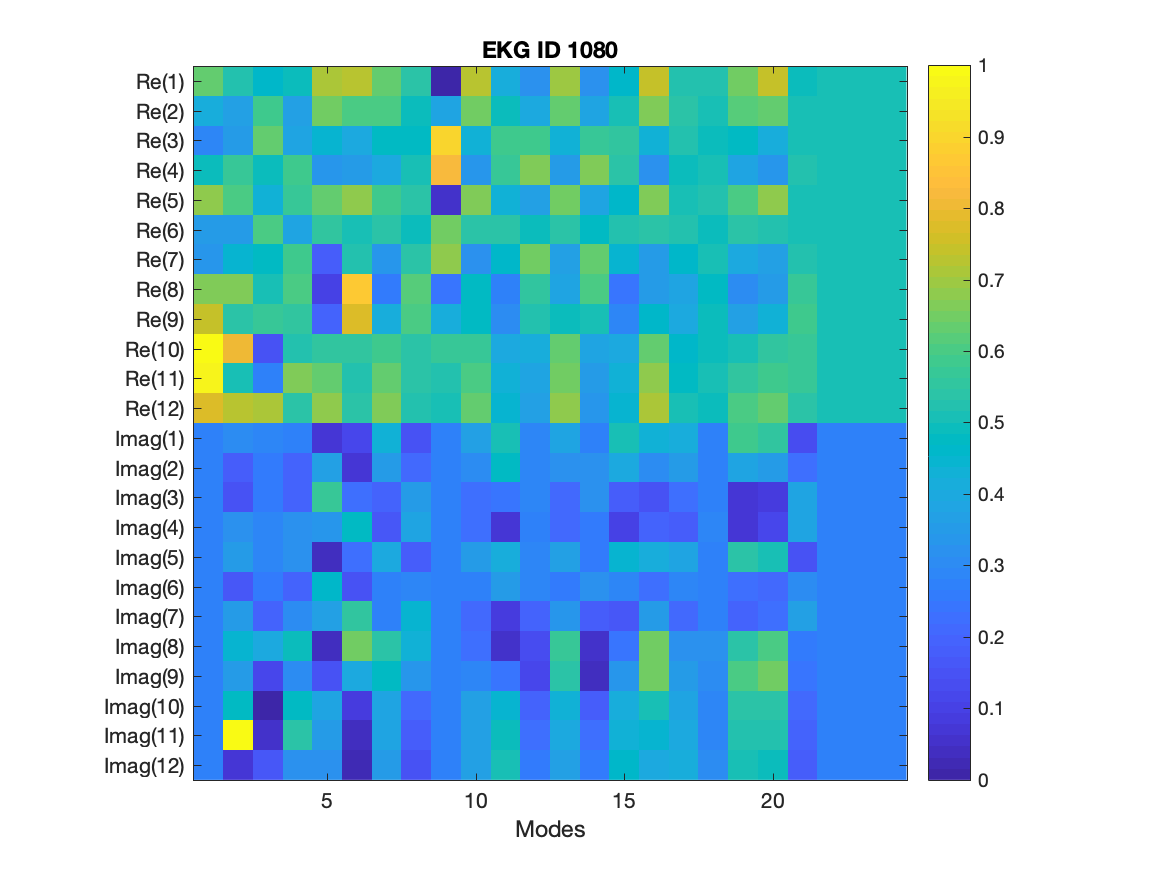 EKG ID 1080
Re(1)
Re(2)
Re(3)
Re(4)
Re(5)
Re(6)
Re(7)
Re(8)
Re(9)
Re(10)
Re(11)
Re(12)
Imag(1)
Imag(2)
Imag(3)
Imag(4)
Imag(5)
Imag(6)
Imag(7)
Imag(8)
Imag(9)
Imag(10)
Imag(11)
Imag(12)
5 10 15 20
Modes
1
0.9
0.8
0.7
0.6
0.5
0.4
0.3
0.2
0.1
0